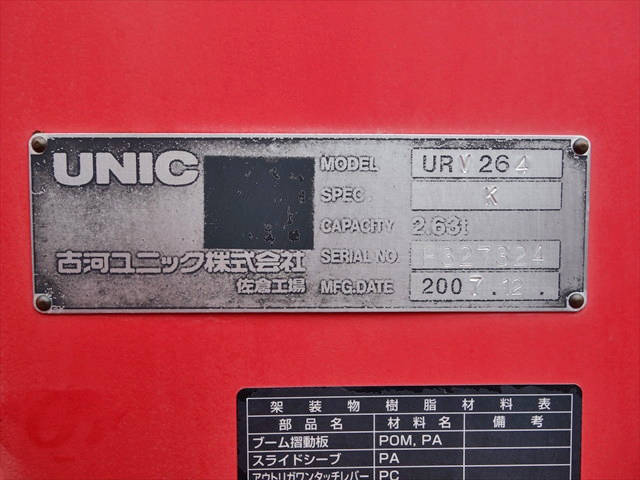 UNIC
MODEL URV264
SPEC K
CAPACITY 2.63t
古河ユニック株式会社
SERIAL NO
佐倉工場
MFG.DATE 2007.12.
架装物樹脂材料表
部品名 材料名 備考
ブーム摺動板 POM, PA
スライドシーブ PA
アウトリガワンタッチレバー PC